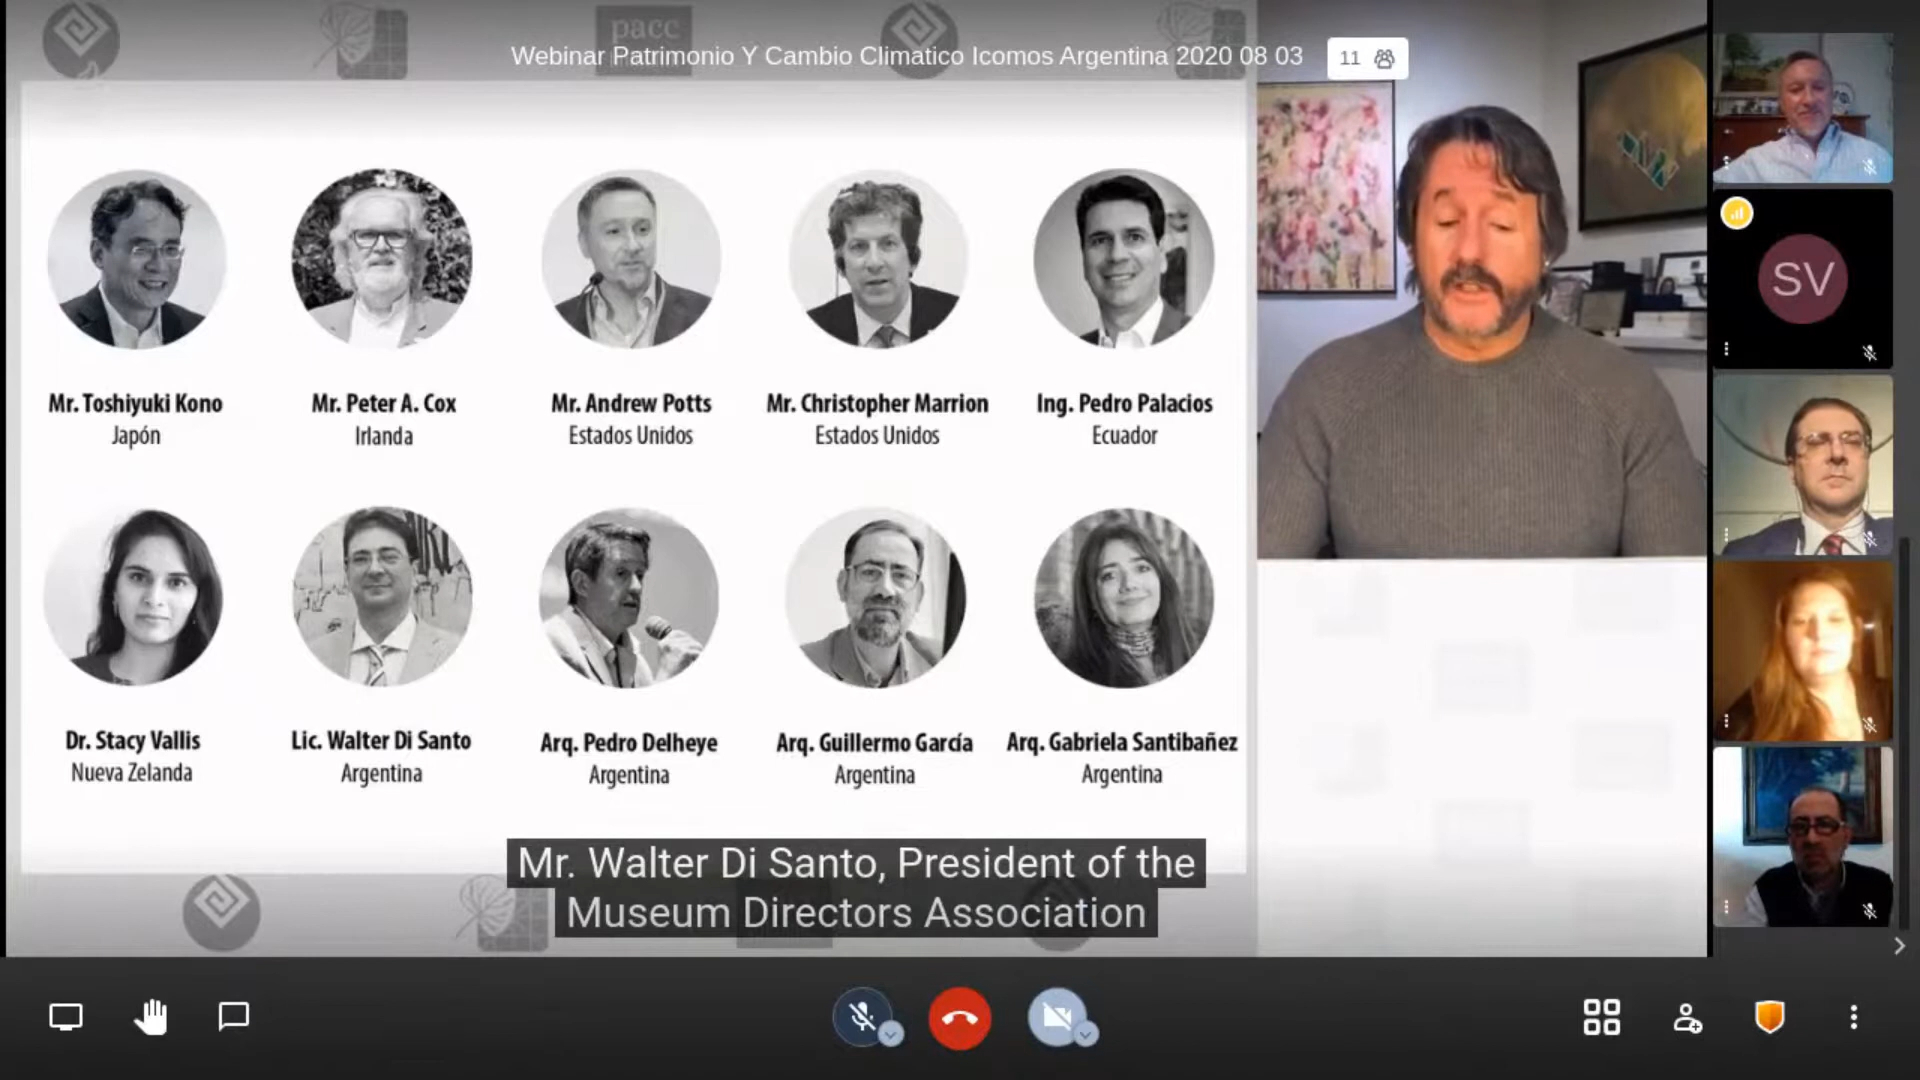 pacc
Webinar Patrimonio Y Cambio Climatico Icomos Argentina 2020 08 03
11
Mr. Toshiyuki Kono
Japón
Mr. Peter A. Cox
Irlanda
Mr. Andrew Potts
Estados Unidos
Mr. Christopher Marrion
Estados Unidos
Ing. Pedro Palacios
Ecuador
Dr. Stacy Vallis
Nueva Zelanda
Lic. Walter Di Santo
Argentina
Arq. Pedro Delheye
Argentina
Arq. Guillermo García
Argentina
Arq. Gabriela Santibañez
Argentina
SV
Mr. Walter Di Santo, President of the
Museum Directors Association